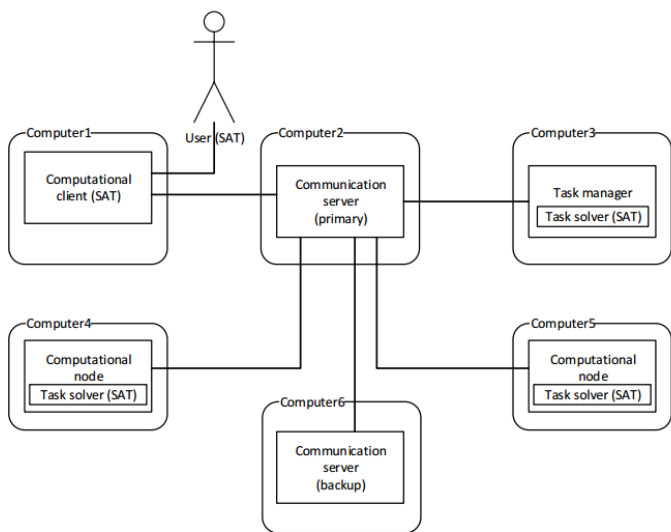 User (SAT)
Computer1
Computational
client (SAT)
Computer2
Communication
server
(primary)
Computer3
Task manager
Task solver (SAT)
Computer4
Computational
node
Task solver (SAT)
Computer5
Computational
node
Task solver (SAT)
Computer6
Communication
server
(backup)